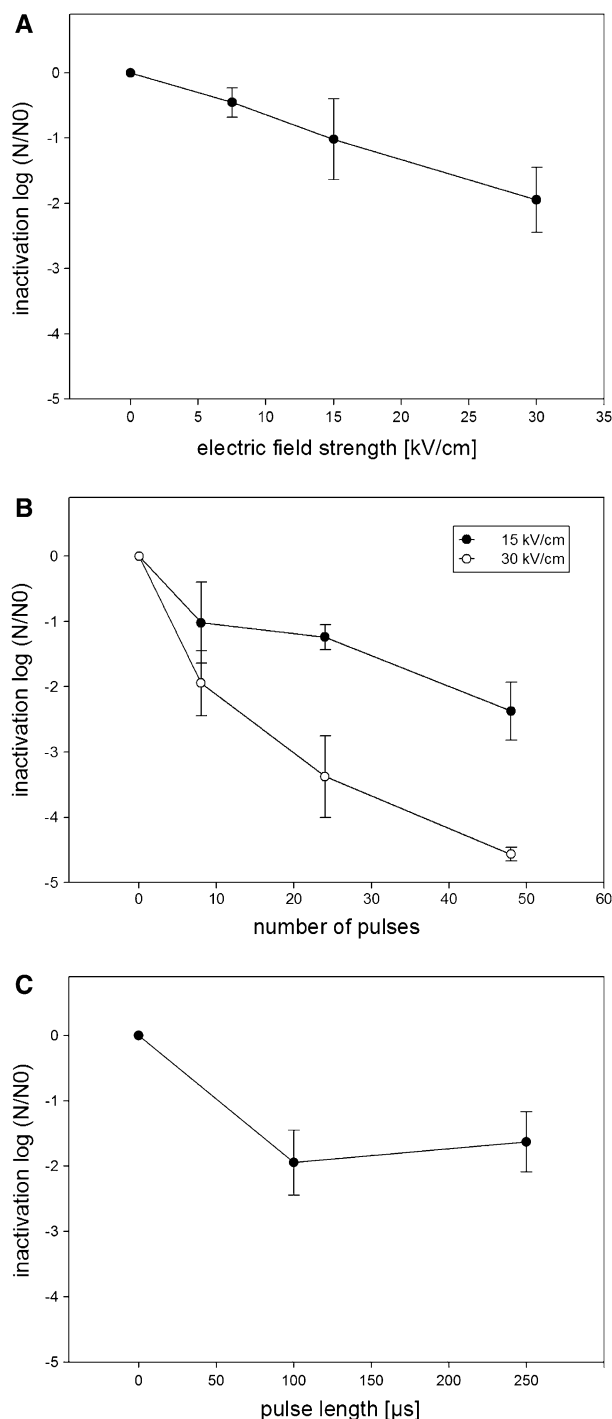 A
inactivation log (N/N0)
0
-1
-2
-3
-4
-5
0 5 10 15 20 25 30 35
electric field strength [kV/cm]
B
15 kV/cm
30 kV/cm
inactivation log (N/N0)
0
-1
-2
-3
-4
-5
0 10 20 30 40 50 60
number of pulses
C
inactivation log (N/N0)
0
-1
-2
-3
-4
-5
0 50 100 150 200 250
pulse length [µs]